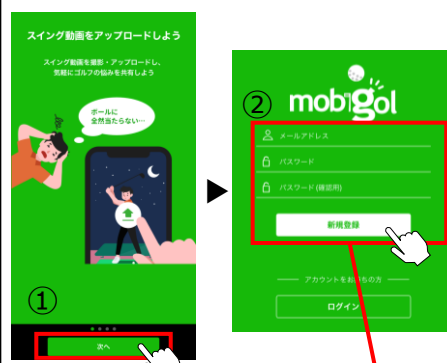 スイング動画をアップロードしよう
スイング動画を撮影・アップロードし、
気軽にゴルフの悩みを共有しよう
ボールに
全然当たらない…
①
次へ
▶
②
mobigol
メールアドレス
パスワード
パスワード(確認用)
新規登録
アカウントをお持ちの方
ログイン